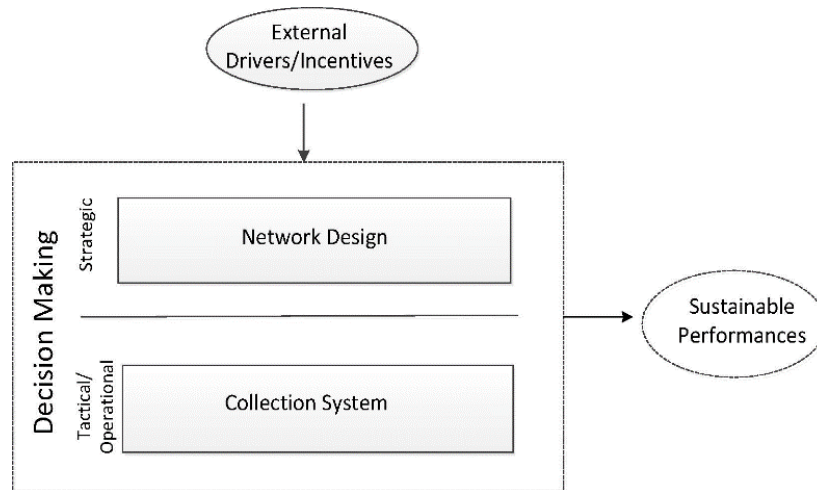 External
Drivers/Incentives
Decision Making
Strategic
Network Design
Tactical/
Operational
Collection System
Sustainable
Performances